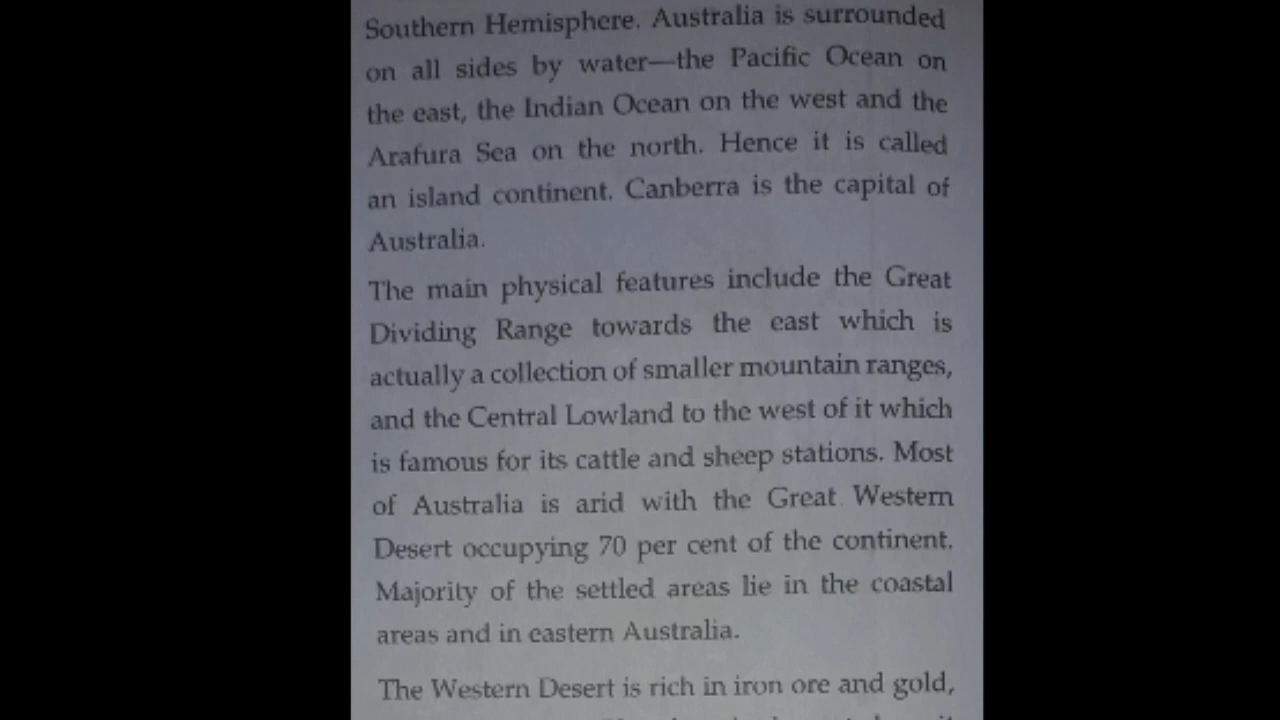 Southern Hemisphere. Australia is surrounded
on all sides by water—the Pacific Ocean on
the east, the Indian Ocean on the west and the
Arafura Sea on the north. Hence it is called
an island continent. Canberra is the capital of
Australia.
The main physical features include the Great
Dividing Range towards the east which is
actually a collection of smaller mountain ranges,
and the Central Lowland to the west of it which
is famous for its cattle and sheep stations. Most
of Australia is arid with the Great Western
Desert occupying 70 per cent of the continent.
Majority of the settled areas lie in the coastal
areas and in eastern Australia.
The Western Desert is rich in iron ore and gold,